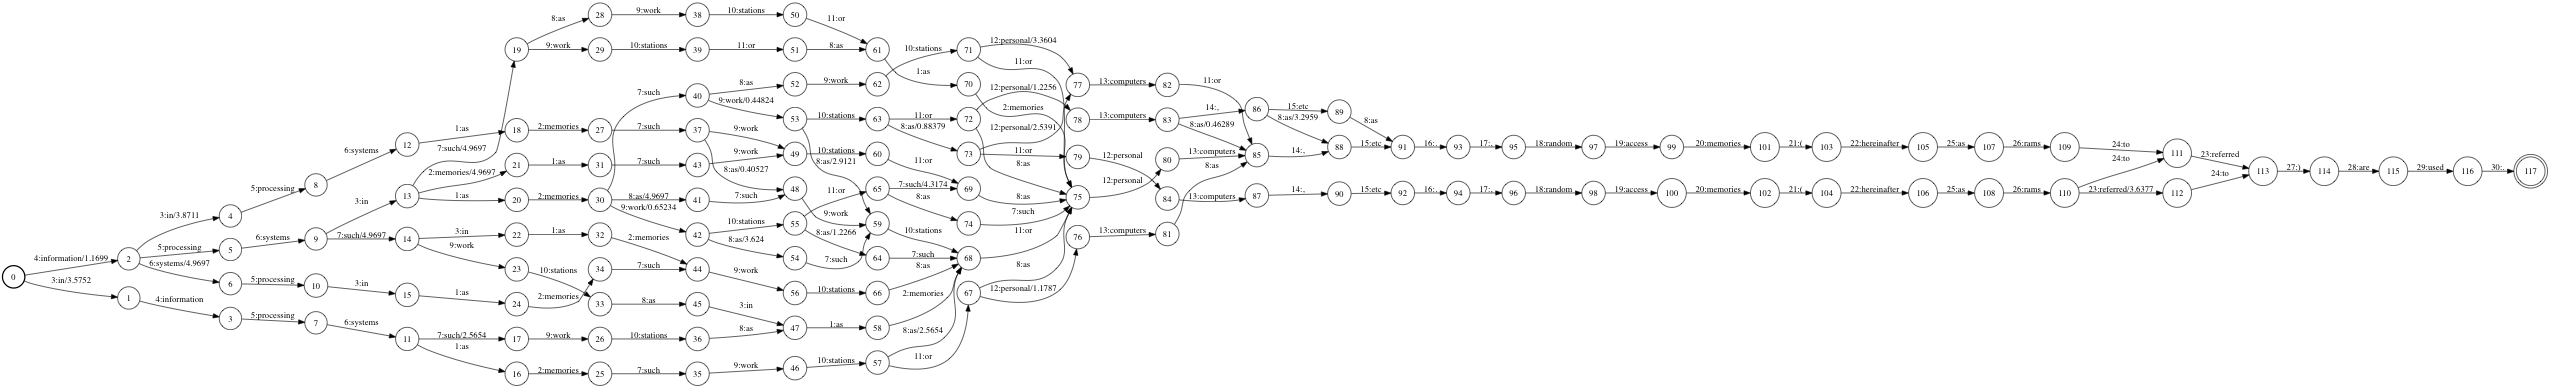 0
4:information/1.1699
3:in/3.5752
2
1
3:in/3.8711
5:processing
6:systems/4.9697
4:information
4
5
6
3
5:processing
6:systems
5:processing
5:processing
8
9
10
7
6:systems
3:in
7:such/4.9697
3:in
6:systems
12
13
14
15
11
1:as
7:such/4.9697
2:memories/4.9697
1:as
3:in
9:work
1:as
7:such/2.5654
1:as
19
18
21
20
22
23
24
17
16
8:as
9:work
2:memories
1:as
2:memories
1:as
10:stations
2:memories
9:work
2:memories
28
29
27
31
30
32
34
33
26
25
9:work
10:stations
7:such
7:such
7:such
8:as/4.9697
9:work/0.65234
2:memories
7:such
8:as
10:stations
7:such
38
39
40
37
43
41
42
44
45
36
35
10:stations
11:or
8:as
9:work/0.44824
9:work
9:work
8:as/0.40527
7:such
10:stations
8:as/3.624
9:work
3:in
8:as
9:work
50
51
52
53
49
48
55
54
56
47
46
11:or
8:as
9:work
10:stations
10:stations
8:as/2.9121
11:or
9:work
8:as/1.2266
7:such
10:stations
1:as
10:stations
61
62
63
60
65
59
64
66
58
57
10:stations
1:as
11:or
8:as/0.88379
11:or
7:such/4.3174
8:as
10:stations
7:such
8:as
2:memories
8:as/2.5654
11:or
71
70
72
73
69
74
68
67
12:personal/3.3604
11:or
12:personal/1.2256
2:memories
12:personal/2.5391
11:or
8:as
8:as
7:such
11:or
8:as
12:personal/1.1787
77
78
79
75
76
13:computers
13:computers
12:personal
12:personal
13:computers
82
83
80
84
81
11:or
14:,
8:as/0.46289
13:computers
8:as
13:computers
86
85
87
15:etc
8:as/3.2959
14:,
14:,
89
88
90
8:as
15:etc
15:etc
91
92
16:.
16:.
93
94
17:,
17:,
95
96
18:random
18:random
97
98
19:access
19:access
99
100
20:memories
20:memories
101
102
21:(
21:(
103
104
22:hereinafter
22:hereinafter
105
106
25:as
25:as
107
108
26:rams
26:rams
109
110
24:to
24:to
23:referred/3.6377
111
112
23:referred
24:to
113
27:)
114
28:are
115
29:used
116
30:.
117